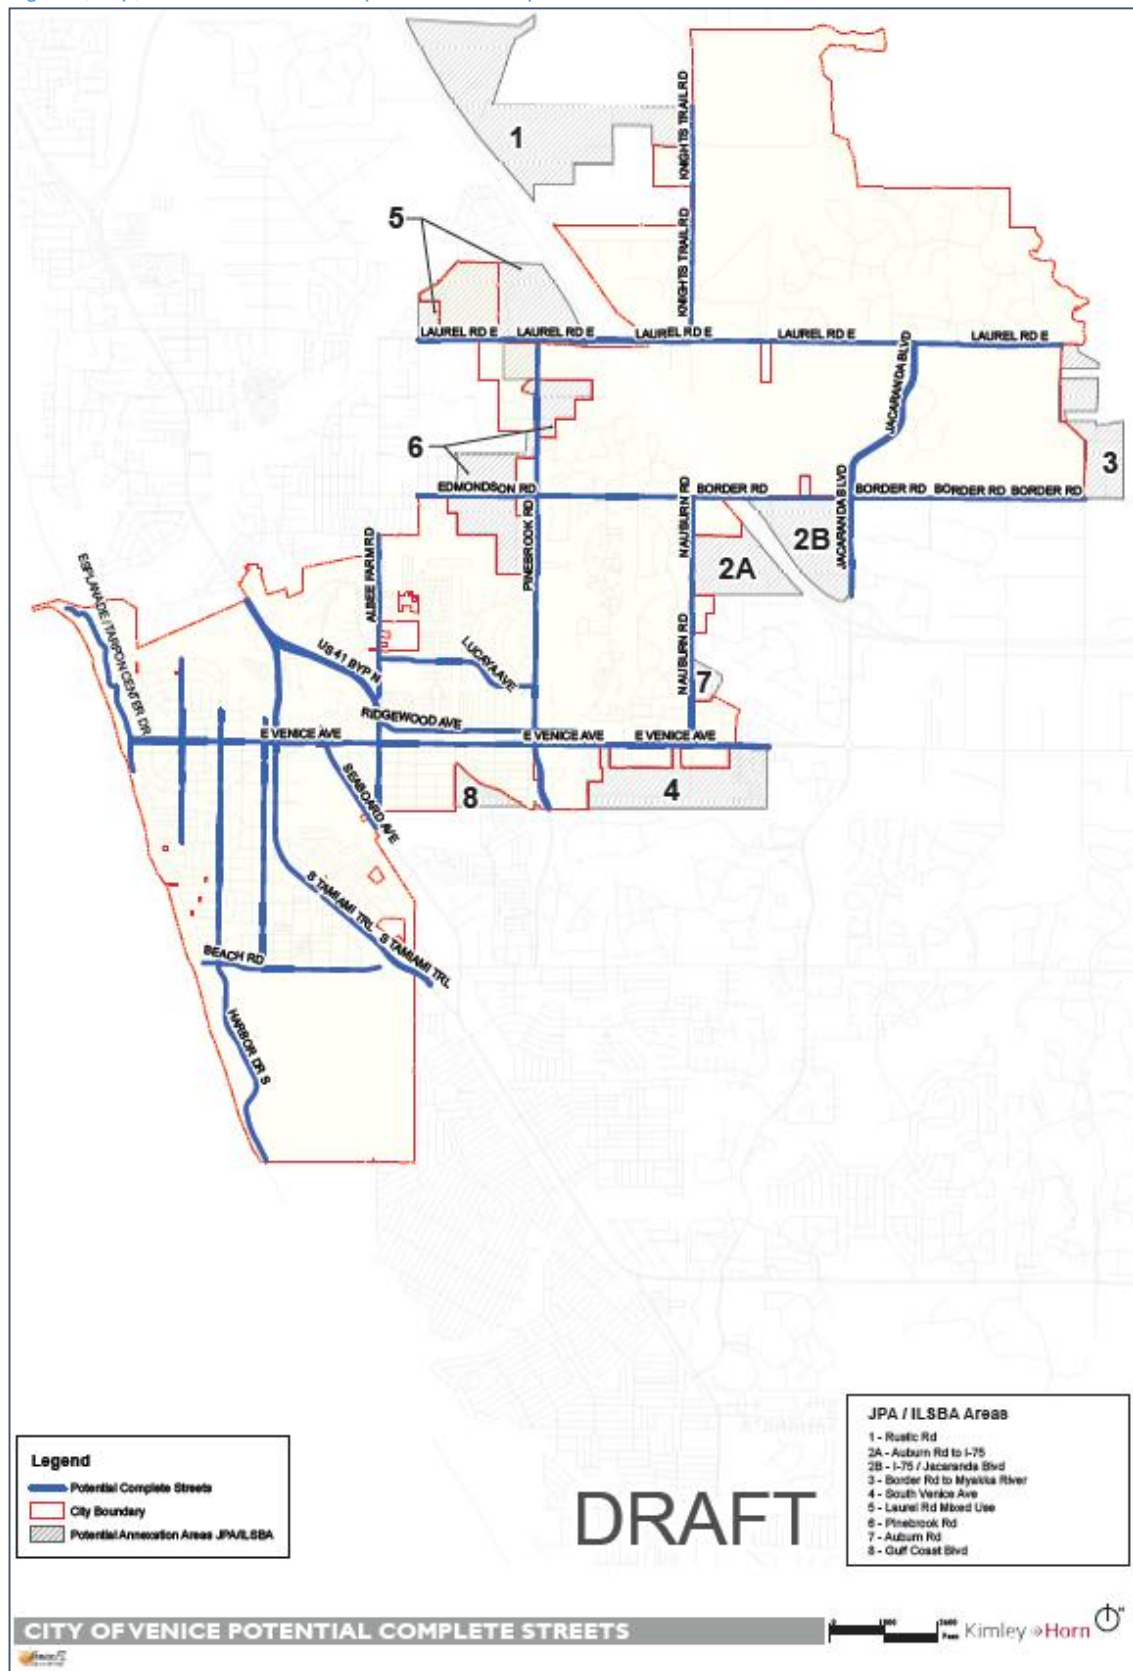 KNIGHTS TRAIL RD
1
KNIGHTS TRAIL RD
5
LAUREL RD E
LAUREL RD E
LAUREL RD E
LAUREL RD E
LAUREL RD E
JACARANDA BLVD
6
3
EDMONDSON RD
BORDER RD
BORDER RD
BORDER RD
BORDER RD
N AUBURN RD
JACARANDA BLVD
PINEBROOK RD
2B
2A
ALBEE FARM RD
ESPLANADE / TARPON CENTER DR
US 41 BYP N
LUCAYA AVE
N AUBURN RD
7
RIDGEWOOD AVE
E VENICE AVE
E VENICE AVE
E VENICE AVE
SEABOARD AVE
8
4
S TAMIAMI TRL
S TAMIAMI TRL
BEACH RD
HARBOR DR S
Legend
Potential Complete Streets
City Boundary
Potential Annexation Areas JPA/ILSBA
DRAFT
JPA / ILSBA Areas
1 - Rustic Rd
2A - Auburn Rd to I-75
2B - I-75 / Jacaranda Blvd
3 - Border Rd to Myakka River
4 - South Venice Ave
5 - Laurel Rd Mixed Use
6 - Pinebrook Rd
7 - Auburn Rd
8 - Gulf Coast Blvd
CITY OF VENICE POTENTIAL COMPLETE STREETS
0
Feet
Kimley Horn
N